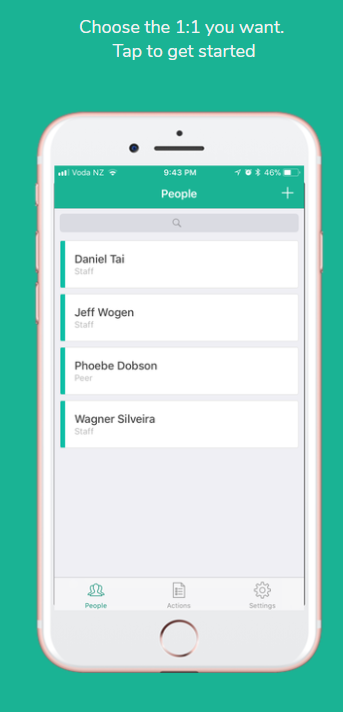 Choose the 1:1 you want.
Tap to get started
Voda NZ 9:43 PM 46%
People
Daniel Tai
Staff
Jeff Wogen
Staff
Phoebe Dobson
Peer
Wagner Silveira
Staff
People Actions Settings